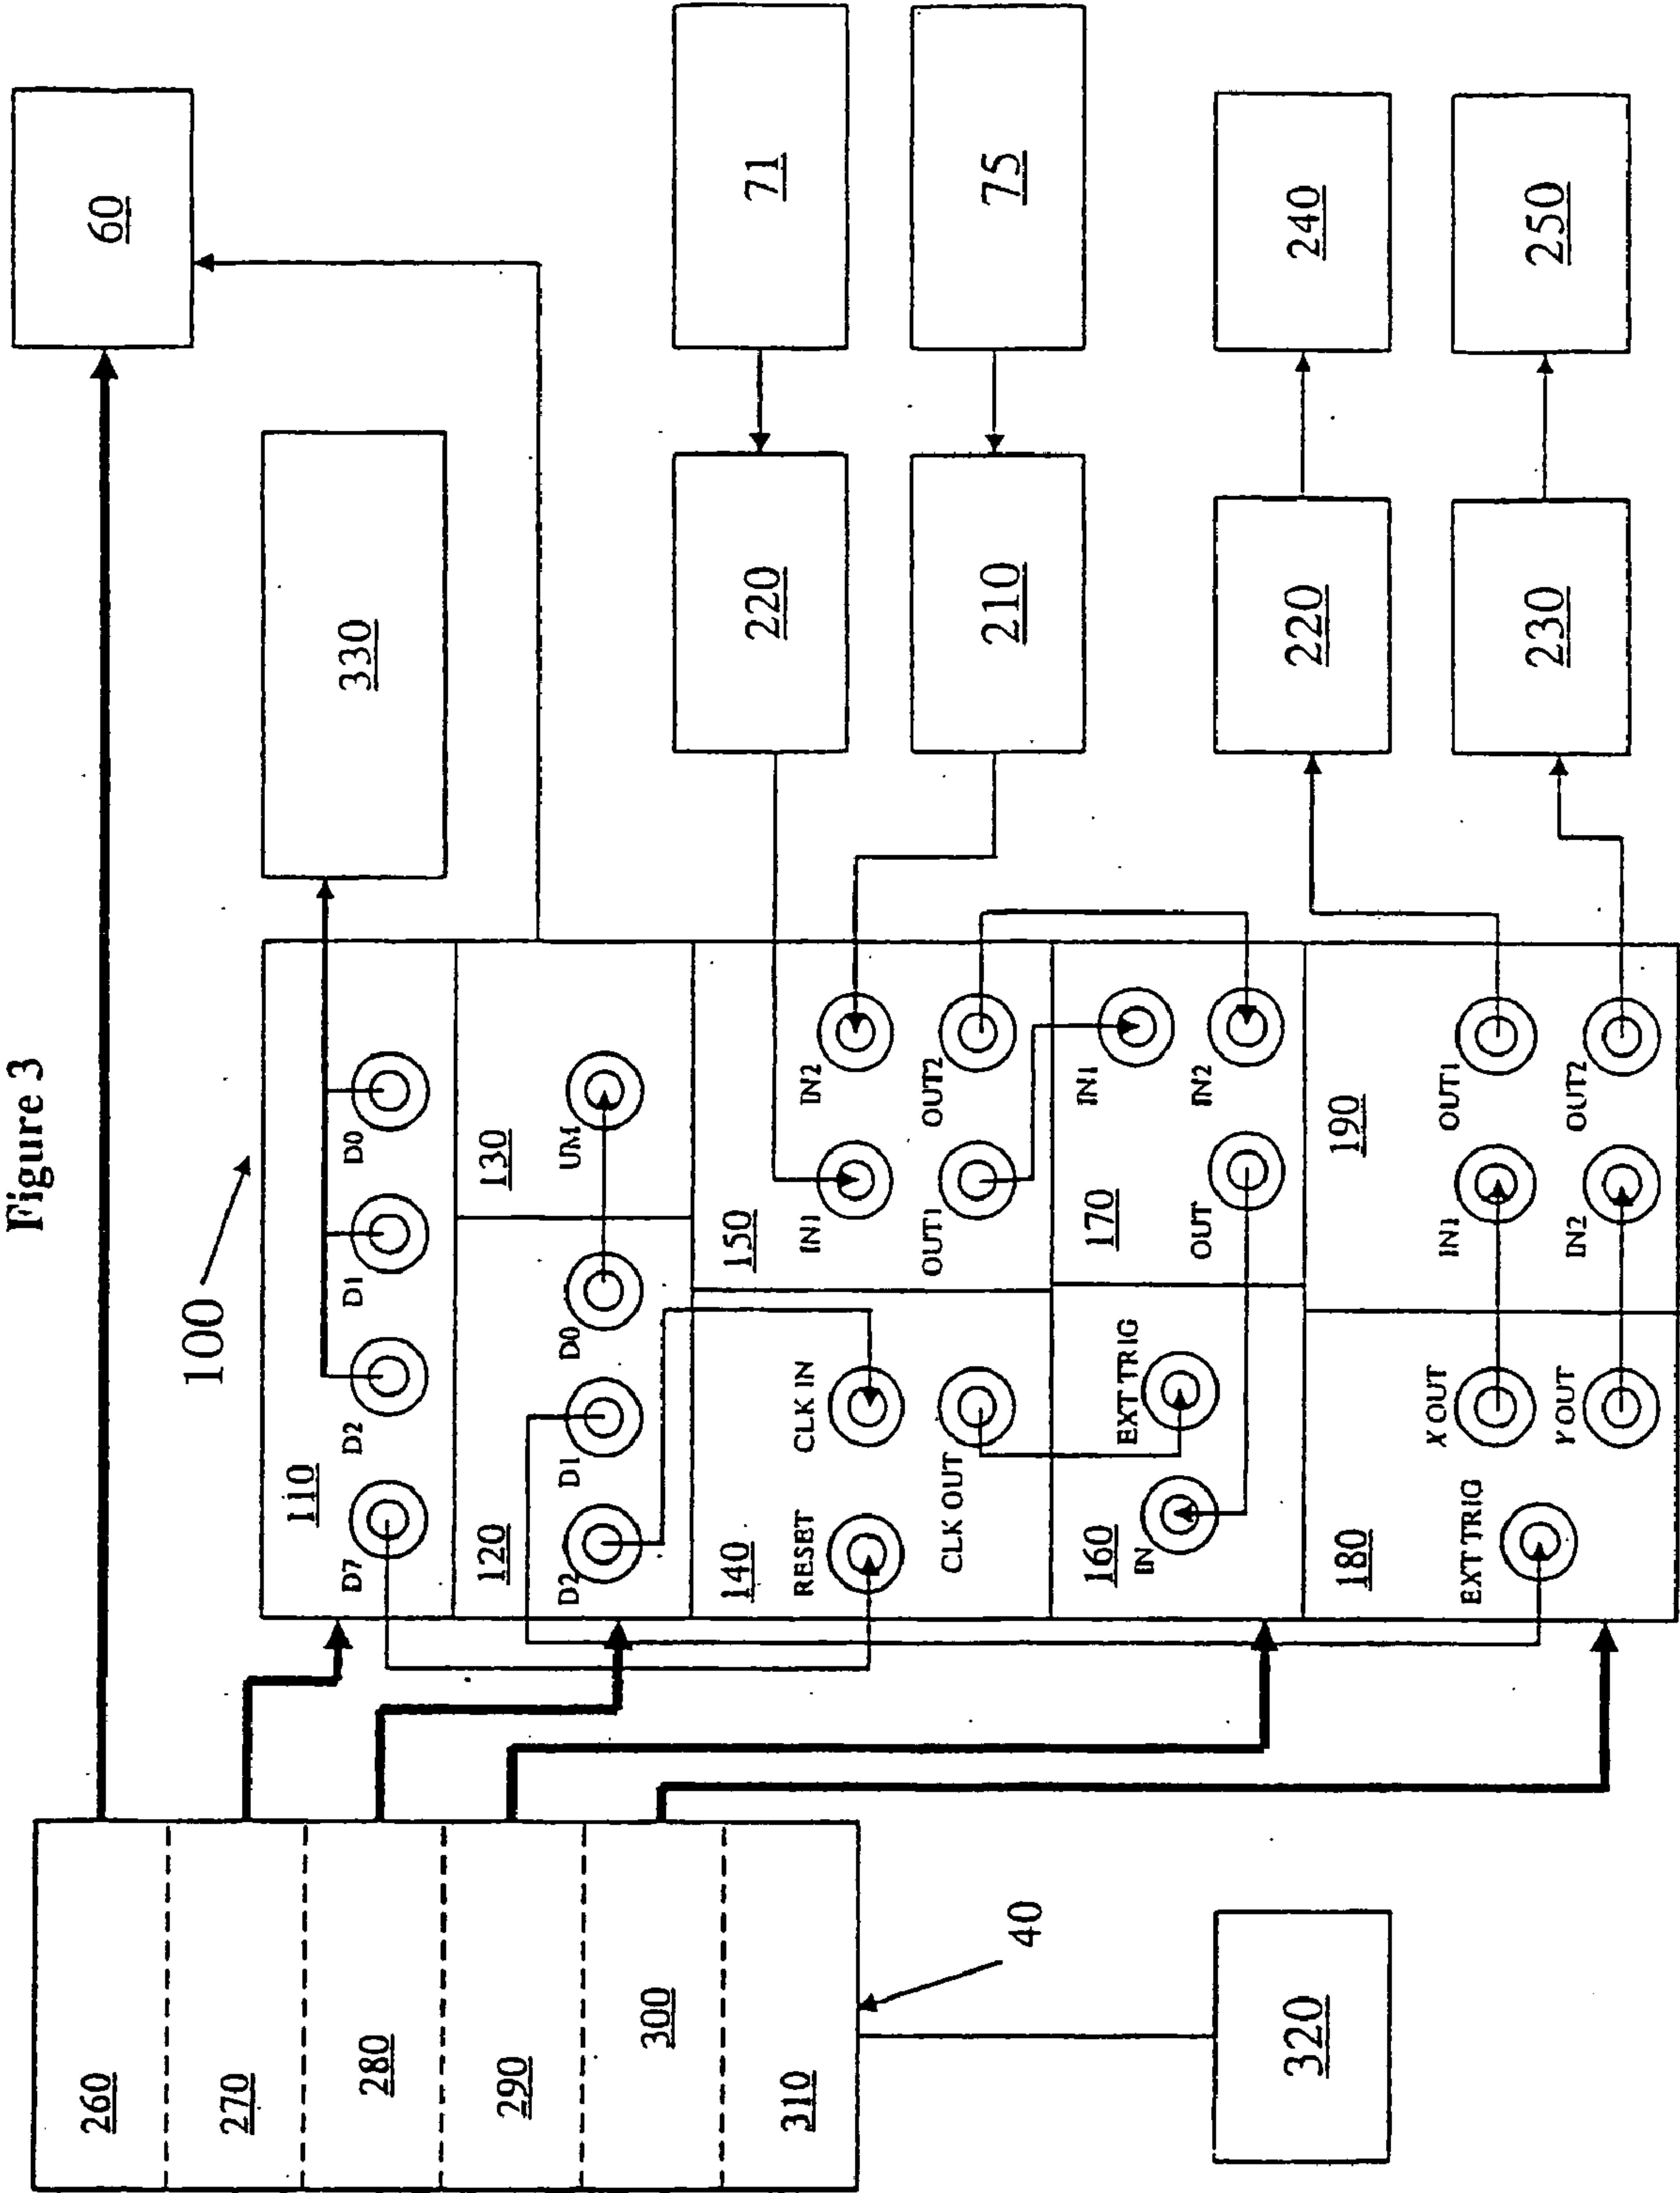 Figure 3
100
60
330
71
75
220
210
240
250
220
230
110
D7
D2
D1
D0
120
D2
D1
D0
130
UM
140
RESET
CLK IN
CLK OUT
150
IN1
IN2
OUT1
OUT2
160
IN
EXT TRIG
170
IN1
OUT
IN2
180
EXT TRIG
X OUT
Y OUT
190
IN1
OUT1
IN2
OUT2
260
270
280
290
300
310
40
320